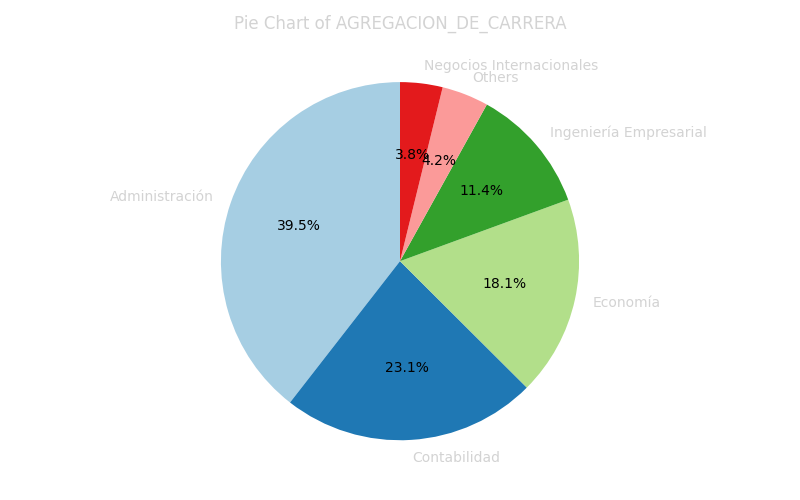 Pie Chart of AGREGACION_DE_CARRERA
Negocios Internacionales
Others
Ingeniería Empresarial
3.8%
4.2%
11.4%
Administración
39.5%
18.1%
Economía
23.1%
Contabilidad